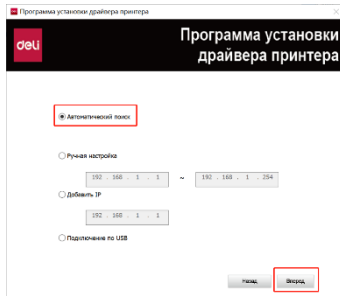 Программа установки драйвера принтера
deli
Программа установки
драйвера принтера
Автоматический поиск
Ручная настройка
192 . 168 . 1 . 1 ~ 192 . 168 . 1 . 254
Добавить IP
192 . 168 . 1 . 1
Подключение по USB
Назад Вперед